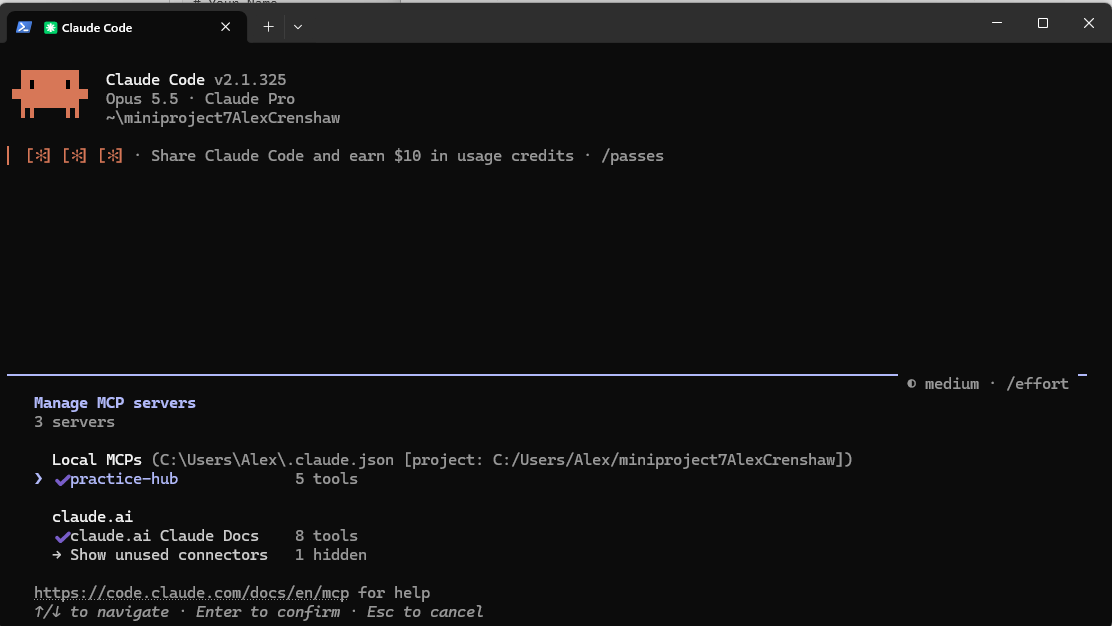 # Your Name
Claude Code
Claude Code v2.1.325
Opus 5.5 · Claude Pro
~\miniproject7AlexCrenshaw
[✻] [✻] [✻] · Share Claude Code and earn $10 in usage credits · /passes
◐ medium · /effort
Manage MCP servers
3 servers
Local MCPs (C:\Users\Alex\.claude.json [project: C:/Users/Alex/miniproject7AlexCrenshaw])
❯ ✔practice-hub 5 tools
claude.ai
✔claude.ai Claude Docs 8 tools
→ Show unused connectors 1 hidden
https://code.claude.com/docs/en/mcp for help
↑/↓ to navigate · Enter to confirm · Esc to cancel